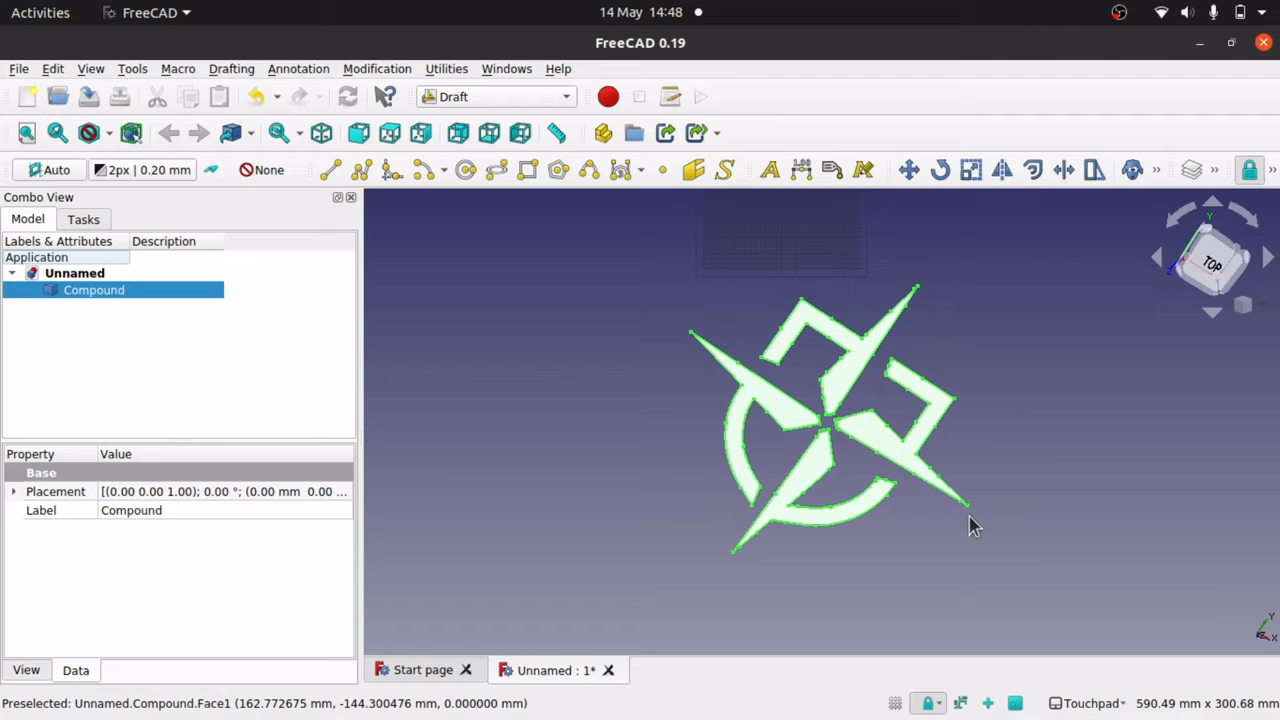 Activities FreeCAD 14 May 14:48
FreeCAD 0.19
File Edit View Tools Macro Drafting Annotation Modification Utilities Windows Help
Draft
Auto 2px | 0.20 mm None
Combo View
Model Tasks
Labels & Attributes Description
Application
Unnamed
Compound
TOP
Y
Z
Property Value
Base
Placement [(0.00 0.00 1.00); 0.00 °; (0.00 mm 0.00 ...
Label Compound
Y
Z X
View Data
Start page Unnamed : 1*
Preselected: Unnamed.Compound.Face1 (162.772675 mm, -144.300476 mm, 0.000000 mm) Touchpad 590.49 mm x 300.68 mm